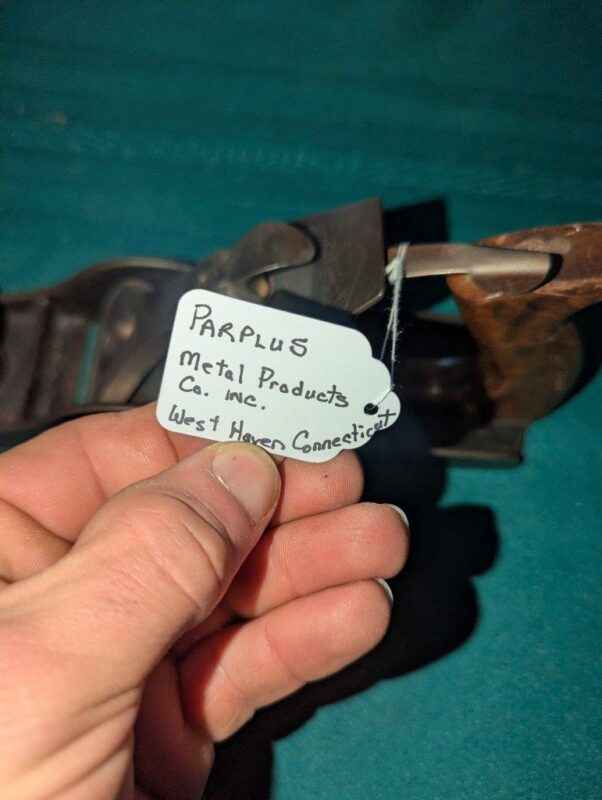 PARPLUS
Metal Products
Co. INC.
West Haven Connecticut